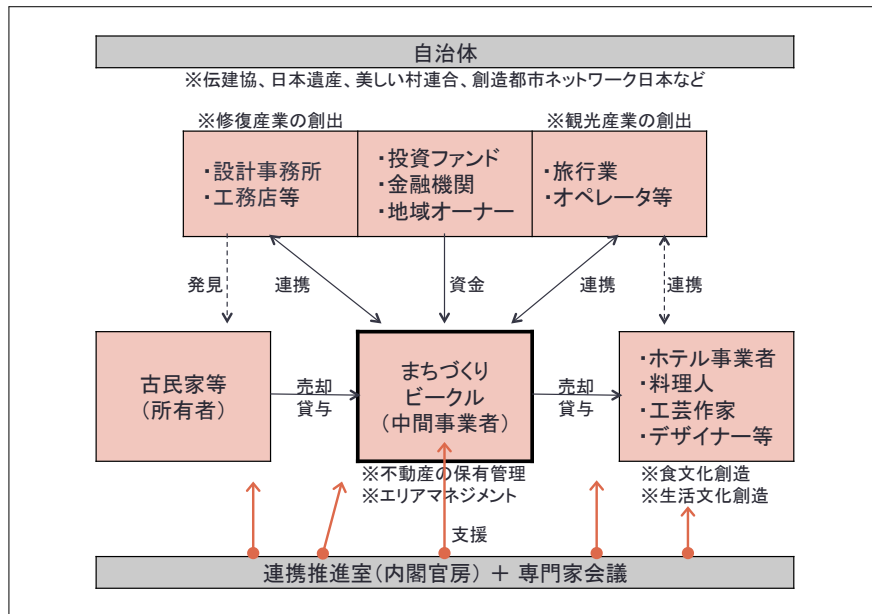 自治体
※伝建協、日本遺産、美しい村連合、創造都市ネットワーク日本など
※修復産業の創出
※観光産業の創出
・設計事務所
・工務店等
・投資ファンド
・金融機関
・地域オーナー
・旅行業
・オペレータ等
発見
連携
資金
連携
連携
古民家等
(所有者)
売却
貸与
まちづくり
ビークル
(中間事業者)
売却
貸与
・ホテル事業者
・料理人
・工芸作家
・デザイナー等
※不動産の保有管理
※エリアマネジメント
※食文化創造
※生活文化創造
支援
連携推進室(内閣官房) + 専門家会議